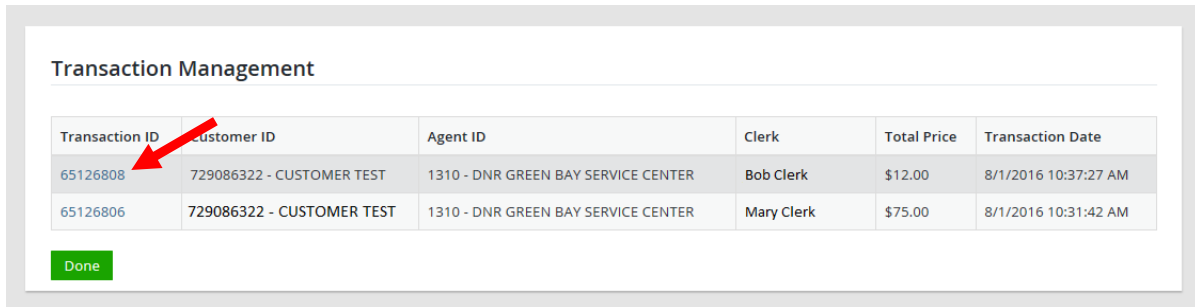 Transaction Management
Transaction ID Customer ID Agent ID Clerk Total Price Transaction Date
65126808 729086322 - CUSTOMER TEST 1310 - DNR GREEN BAY SERVICE CENTER Bob Clerk $12.00 8/1/2016 10:37:27 AM
65126806 729086322 - CUSTOMER TEST 1310 - DNR GREEN BAY SERVICE CENTER Mary Clerk $75.00 8/1/2016 10:31:42 AM
Done